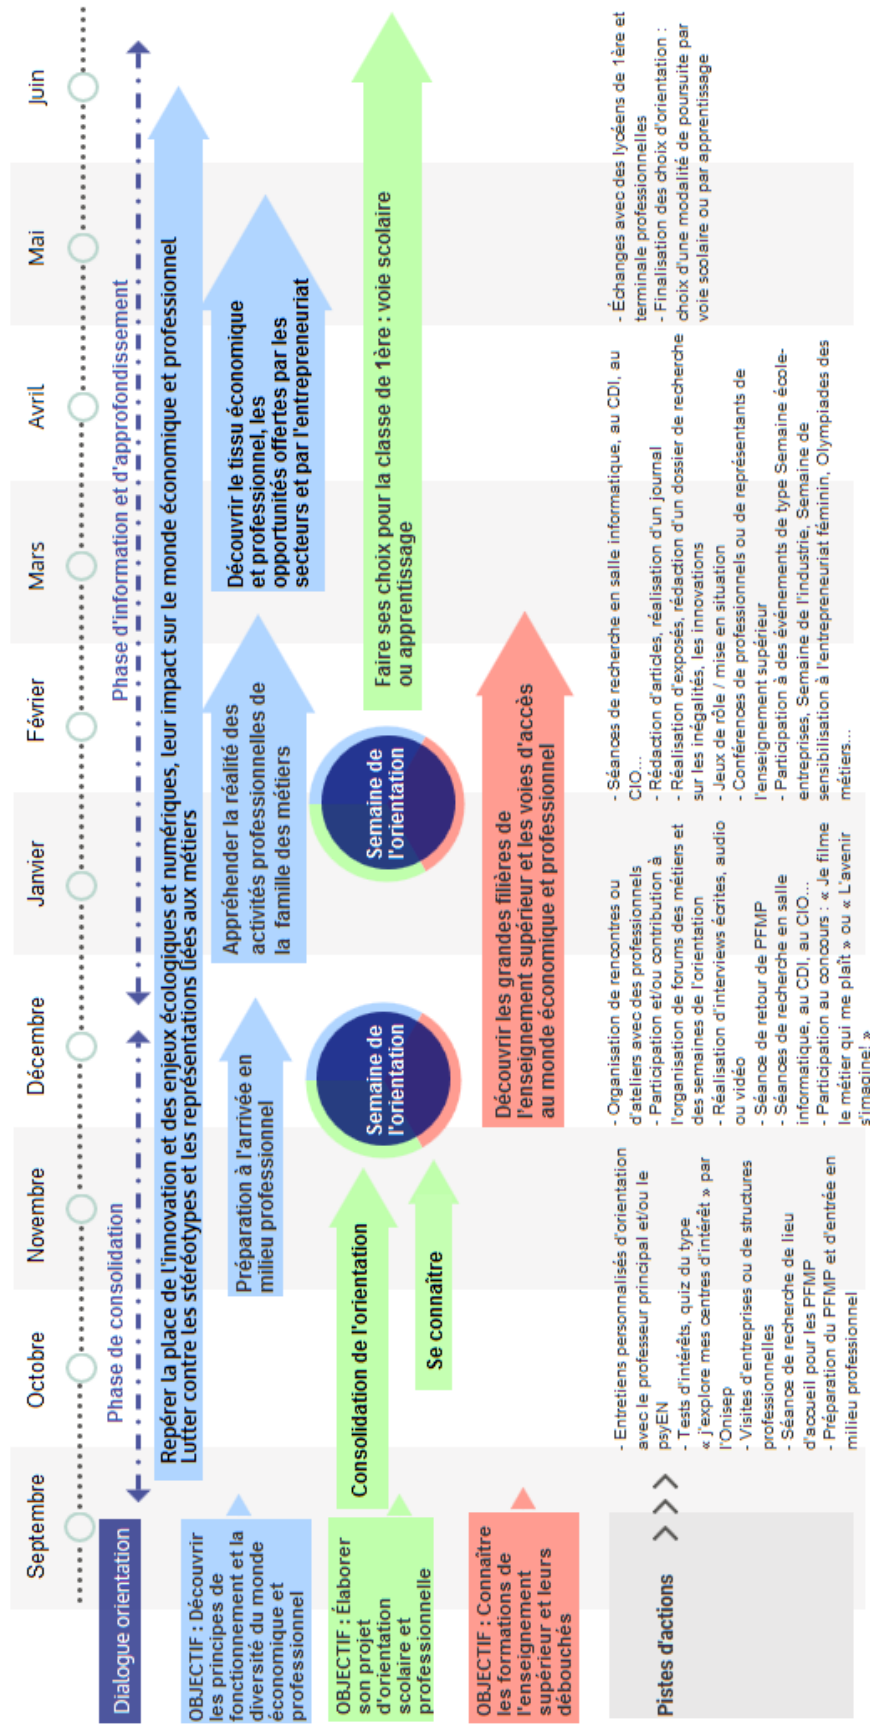 Septembre
Octobre
Novembre
Décembre
Janvier
Février
Mars
Avril
Mai
Juin
Dialogue orientation
Phase de consolidation
Phase d'information et d'approfondissement
OBJECTIF : Découvrir
les principes de
fonctionnement et la
diversité du monde
économique et
professionnel
Repérer la place de l'innovation et des enjeux écologiques et numériques, leur impact sur le monde économique et professionnel
Lutter contre les stéréotypes et les représentations liées aux métiers
Préparation à l'arrivée en
milieu professionnel
Appréhender la réalité des
activités professionnelles de
la famille des métiers
Découvrir le tissu économique
et professionnel, les
opportunités offertes par les
secteurs et par l'entrepreneuriat
OBJECTIF : Élaborer
son projet
d'orientation
scolaire et
professionnelle
Consolidation de l'orientation
Se connaître
Semaine de
l'orientation
Semaine de
l'orientation
Faire ses choix pour la classe de 1ère : voie scolaire
ou apprentissage
OBJECTIF : Connaître
les formations de
l'enseignement
supérieur et leurs
débouchés
Découvrir les grandes filières de
l'enseignement supérieur et les voies d'accès
au monde économique et professionnel
Pistes d'actions
- Entretiens personnalisés d'orientation
avec le professeur principal et/ou le
psyEN
- Tests d'intérêts, quiz du type
« j'explore mes centres d'intérêt » par
l'Onisep
- Visites d'entreprises ou de structures
professionnelles
- Séance de recherche de lieu
d'accueil pour les PFMP
- Préparation du PFMP et d'entrée en
milieu professionnel
- Organisation de rencontres ou
d'ateliers avec des professionnels
- Participation et/ou contribution à
l'organisation de forums des métiers et
des semaines de l'orientation
- Réalisation d'interviews écrites, audio
ou vidéo
- Séance de retour de PFMP
- Séances de recherche en salle
informatique, au CDI, au CIO...
- Participation au concours : « Je filme
le métier qui me plaît » ou « L'avenir
s'imagine! »
- Séances de recherche en salle informatique, au CDI, au
CIO...
- Rédaction d'articles, réalisation d'un journal
- Réalisation d'exposés, rédaction d'un dossier de recherche
sur les inégalités, les innovations
- Jeux de rôle / mise en situation
- Conférences de professionnels ou de représentants de
l'enseignement supérieur
- Participation à des événements de type Semaine école-
entreprises, Semaine de l'industrie, Semaine de
sensibilisation à l'entrepreneuriat féminin, Olympiades des
métiers...
- Échanges avec des lycéens de 1ère et
terminale professionnelles
- Finalisation des choix d'orientation :
choix d'une modalité de poursuite par
voie scolaire ou par apprentissage